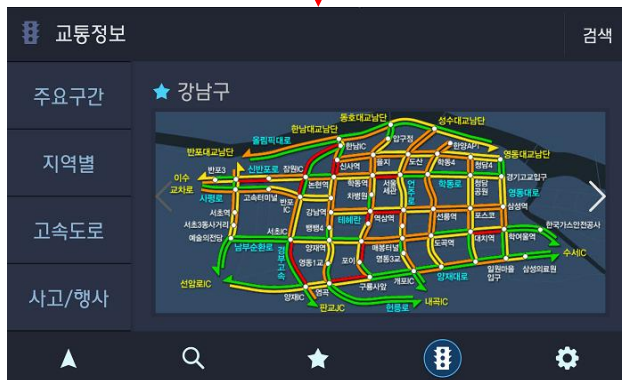 교통정보
검색
주요구간
지역별
고속도로
사고/행사
강남구
동호대교남단
성수대교남단
한남대교남단
올림픽대로
한남IC
압구정
한양APT
반포대교남단
영동대교남단
이수
교차로
반포3
신반포로
잠원IC
신사역
을지
도산
학동4
청담4
경기고교입구
사평로
고속터미널
반포
IC
논현역
학동역
차병원
서울
세관
언주로
학동로
청담
공원
영동대로
서초역
강남역
테헤란
역삼역
선릉역
포스코
삼성역
서초3동사거리
서초IC
뱅뱅4
한국가스안전공사
예술의전당
남부순환로
경부고속
양재역
매봉터널
도곡역
대치역
학여울역
영동1교
포이
영동3교
수서IC
선암로IC
양재IC
염곡
구룡사앞
개포IC
양재대로
일원마을
입구
삼성의료원
판교JC
헌릉로
내곡IC